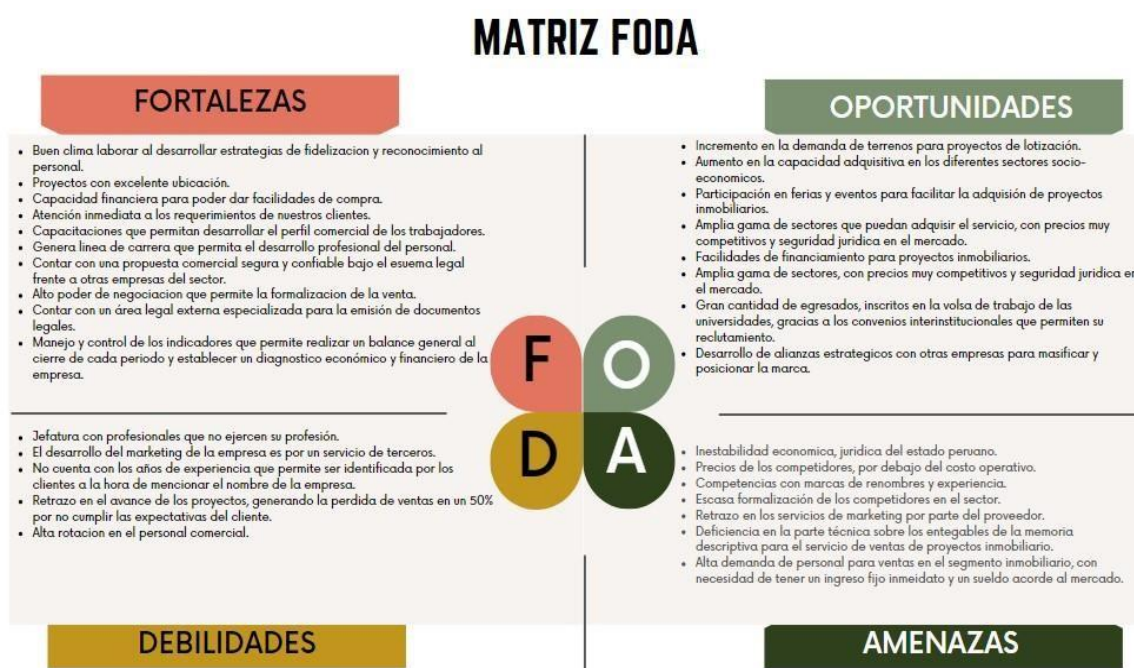 MATRIZ FODA
FORTALEZAS
• Buen clima laborar al desarrollar estrategias de fidelizacion y reconocimiento al
personal.
• Proyectos con excelente ubicación.
• Capacidad financiera para poder dar facilidades de compra.
• Atención inmediata a los requerimientos de nuestros clientes.
• Capacitaciones que permitan desarrollar el perfil comercial de los trabajadores.
• Genera linea de carrera que permita el desarrollo profesional del personal.
• Contar con una propuesta comercial segura y confiable bajo el esuema legal
frente a otras empresas del sector.
• Alto poder de negociacion que permite la formalizacion de la venta.
• Contar con un área legal externa especializada para la emisión de documentos
legales.
• Manejo y control de los indicadores que permite realizar un balance general al
cierre de cada periodo y establecer un diagnostico económico y financiero de la
empresa.
OPORTUNIDADES
• Incremento en la demanda de terrenos para proyectos de lotización.
• Aumento en la capacidad adquisitiva en los diferentes sectores socio-
economicos.
• Participación en ferias y eventos para facilitar la adquisión de proyectos
inmobiliarios.
• Amplia gama de sectores que puedan adquirir el servicio, con precios muy
competitivos y seguridad juridica en el mercado.
• Facilidades de financiamiento para proyectos inmobiliarios.
• Amplia gama de sectores, con precios muy competitivos y seguridad juridica en
el mercado.
• Gran cantidad de egresados, inscritos en la volsa de trabajo de las
universidades, gracias a los convenios interinstitucionales que permiten su
reclutamiento.
• Desarrollo de alianzas estrategicos con otras empresas para masificar y
posicionar la marca.
F
O
D
A
• Jefatura con profesionales que no ejercen su profesión.
• El desarrollo del marketing de la empresa es por un servicio de terceros.
• No cuenta con los años de experiencia que permite ser identificada por los
clientes a la hora de mencionar el nombre de la empresa.
• Retrazo en el avance de los proyectos, generando la perdida de ventas en un 50%
por no cumplir las expectativas del cliente.
• Alta rotacion en el personal comercial.
DEBILIDADES
• Inestabilidad economica, juridica del estado peruano.
• Precios de los competidores, por debajo del costo operativo.
• Competencias con marcas de renombres y experiencia.
• Escasa formalización de los competidores en el sector.
• Retrazo en los servicios de marketing por parte del proveedor.
• Deficiencia en la parte técnica sobre los entegables de la memoria
descriptiva para el servicio de ventas de proyectos inmobiliario.
• Alta demanda de personal para ventas en el segmento inmobiliario, con
necesidad de tener un ingreso fijo inmeidato y un sueldo acorde al mercado.
AMENAZAS